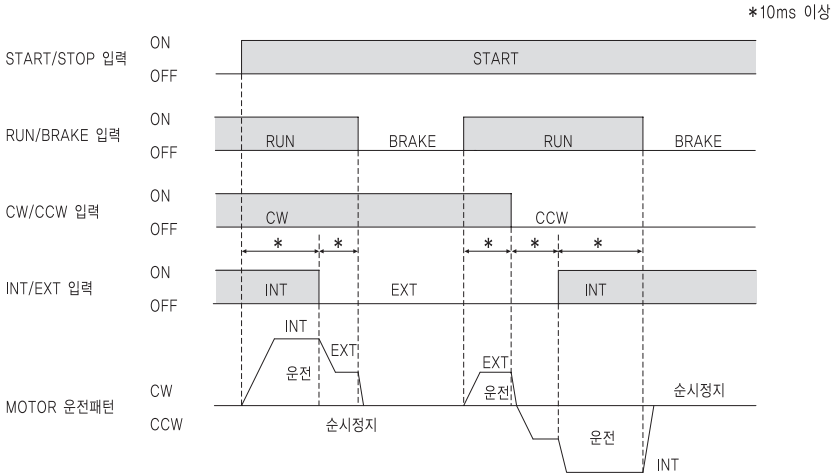 *10ms 이상
START/STOP 입력
ON
OFF
START
RUN/BRAKE 입력
ON
OFF
RUN
BRAKE
RUN
BRAKE
CW/CCW 입력
ON
OFF
CW
CCW
* * * * *
INT/EXT 입력
ON
OFF
INT
EXT
INT
MOTOR 운전패턴
CW
CCW
INT
운전
EXT
순시정지
EXT
운전
운전
순시정지
INT